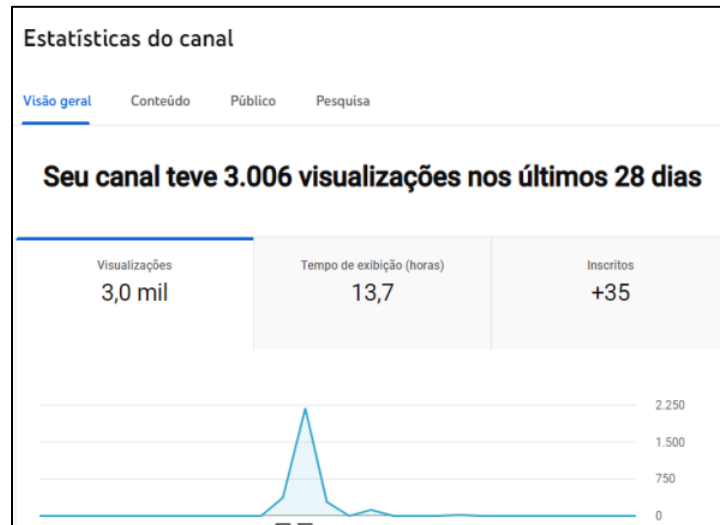 Estatísticas do canal
Visão geral Conteúdo Público Pesquisa
Seu canal teve 3.006 visualizações nos últimos 28 dias
Visualizações Tempo de exibição (horas) Inscritos
3,0 mil 13,7 +35
2.250
1.500
750
0